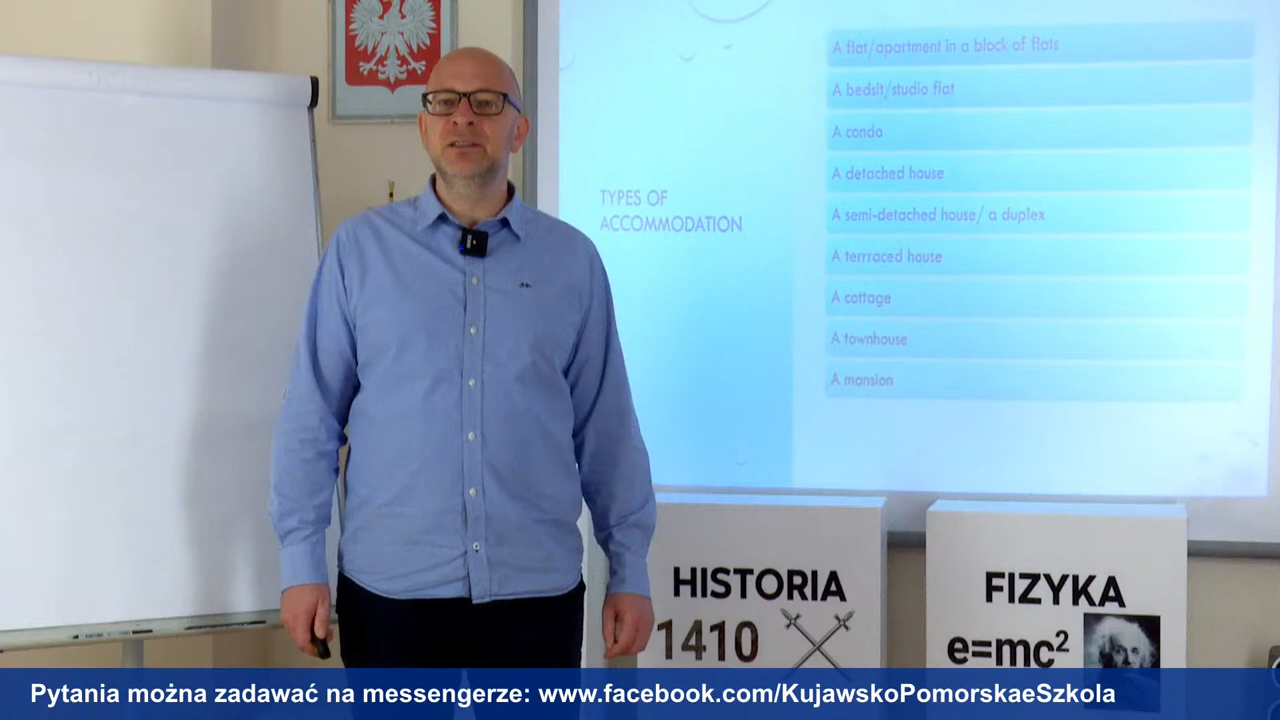 TYPES OF
ACCOMMODATION
A flat/apartment in a block of flats
A bedsit/studio flat
A condo
A detached house
A semi-detached house/ a duplex
A terrraced house
A cottage
A townhouse
A mansion
HISTORIA
1410
FIZYKA
e=mc²
Pytania można zadawać na messengerze: www.facebook.com/KujawskoPomorskaeSzkola